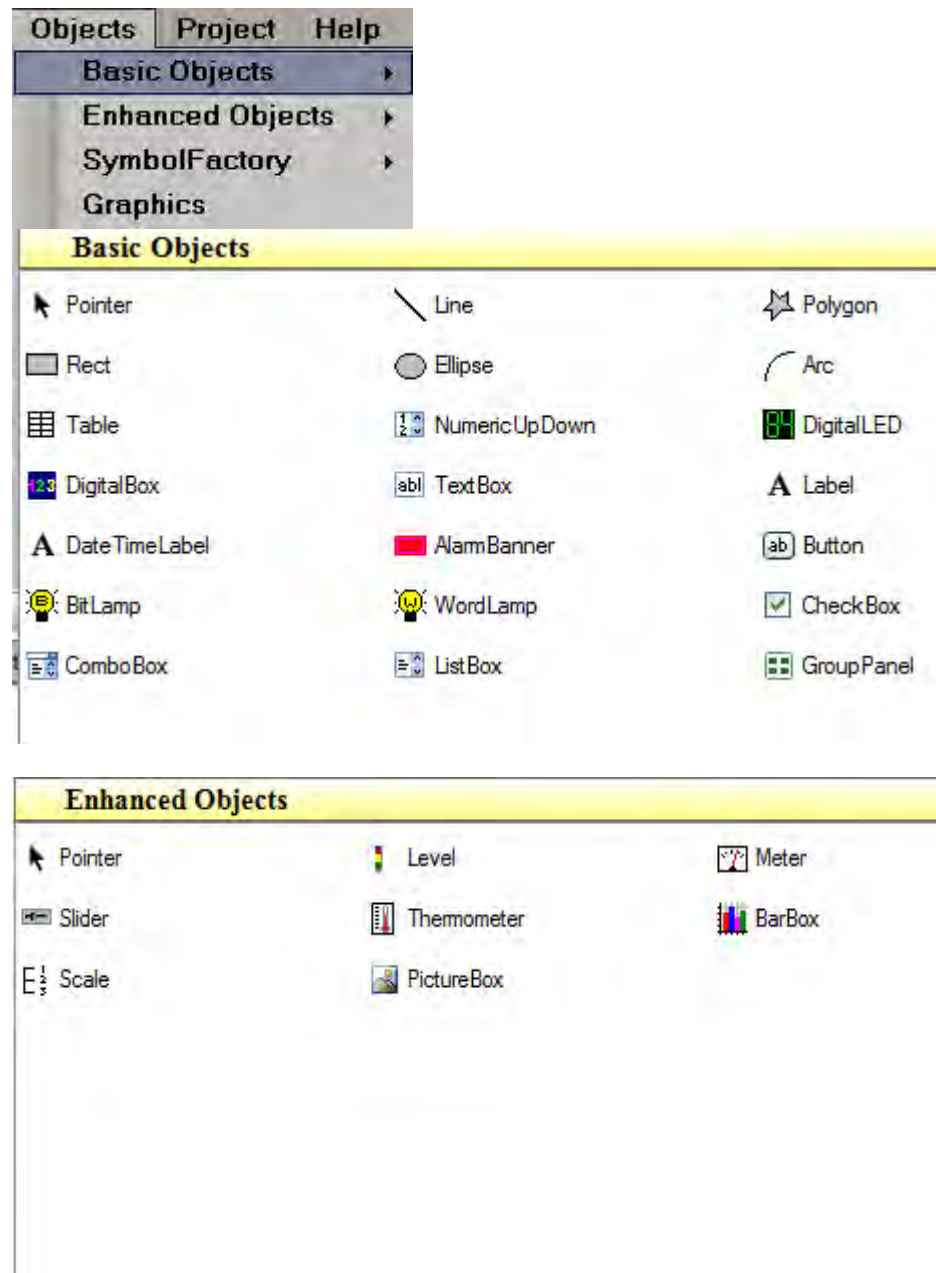 Objects Project Help
Basic Objects
Enhanced Objects
SymbolFactory
Graphics
Basic Objects
Pointer Line Polygon
Rect Ellipse Arc
Table NumericUpDown DigitalLED
DigitalBox TextBox Label
DateTimeLabel AlarmBanner Button
BitLamp WordLamp CheckBox
ComboBox ListBox GroupPanel
Enhanced Objects
Pointer Level Meter
Slider Thermometer BarBox
Scale PictureBox